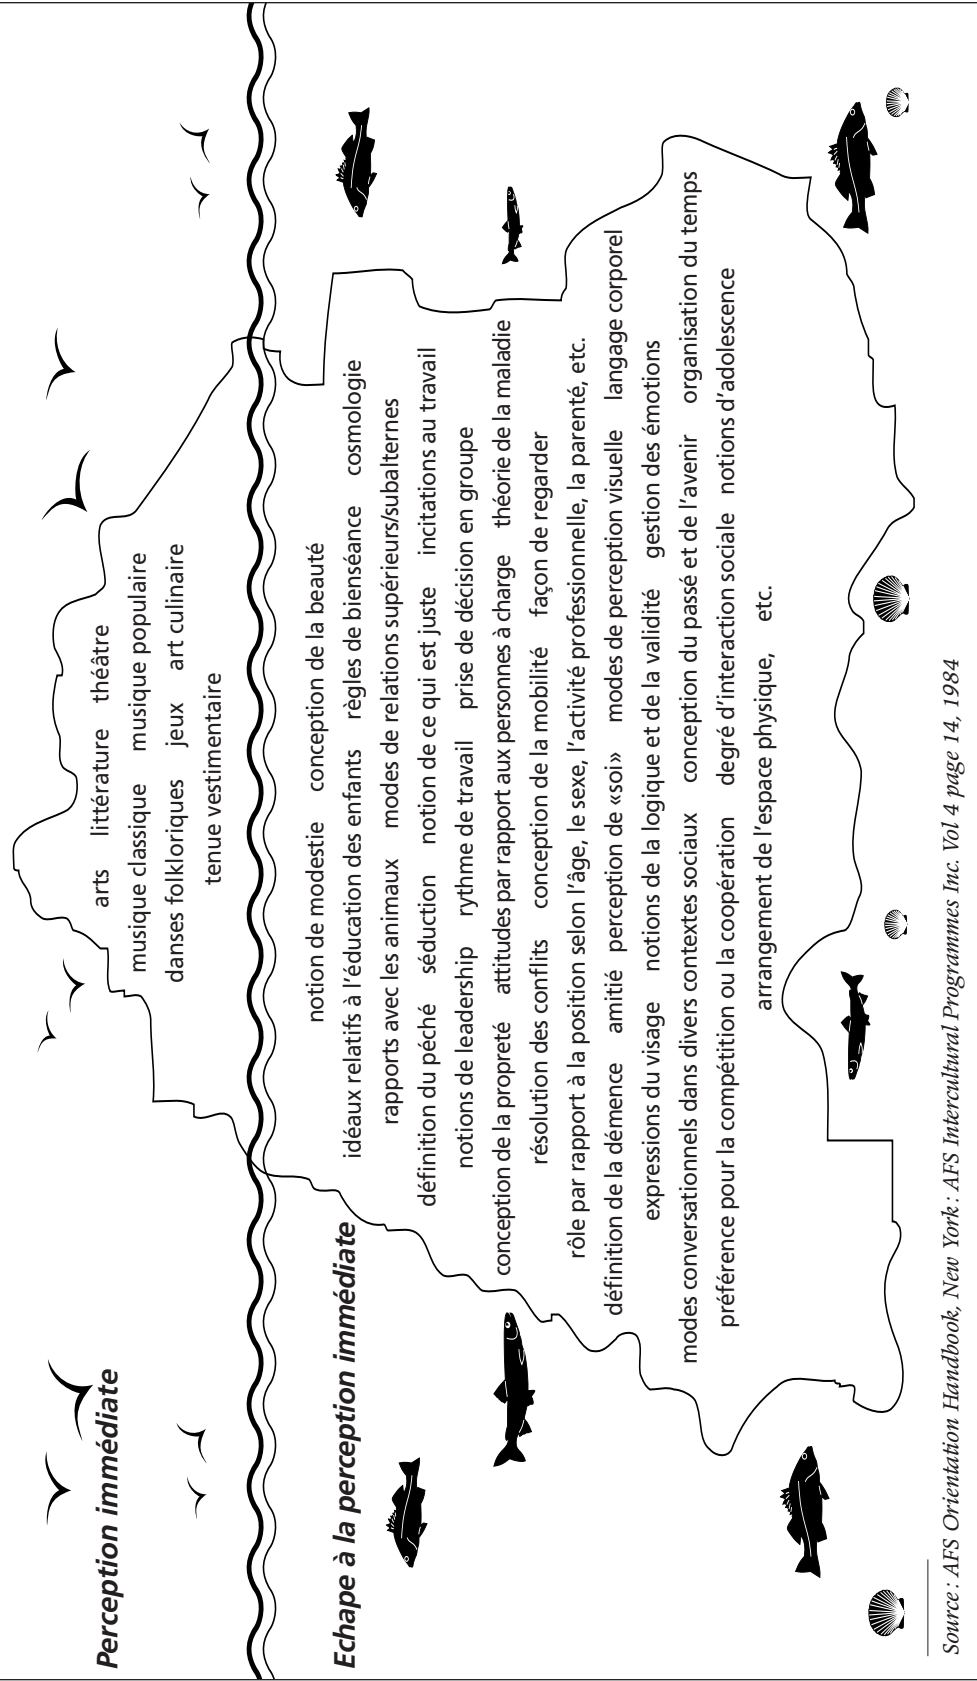 Perception immédiate
arts littérature théâtre
musique classique musique populaire
danses folkloriques jeux art culinaire
tenue vestimentaire
Echape à la perception immédiate
notion de modestie conception de la beauté
idéaux relatifs à l’éducation des enfants règles de bienséance cosmologie
rapports avec les animaux modes de relations supérieurs/subalternes
définition du péché séduction notion de ce qui est juste incitations au travail
notions de leadership rythme de travail prise de décision en groupe
conception de la propreté attitudes par rapport aux personnes à charge théorie de la maladie
résolution des conflits conception de la mobilité façon de regarder
rôle par rapport à la position selon l’âge, le sexe, l’activité professionnelle, la parenté, etc.
définition de la démence amitié perception de «soi» modes de perception visuelle langage corporel
expressions du visage notions de la logique et de la validité gestion des émotions
modes conversationnels dans divers contextes sociaux conception du passé et de l’avenir organisation du temps
préférence pour la compétition ou la coopération degré d’interaction sociale notions d’adolescence
arrangement de l’espace physique, etc.
Source : AFS Orientation Handbook, New York : AFS Intercultural Programmes Inc. Vol 4 page 14, 1984